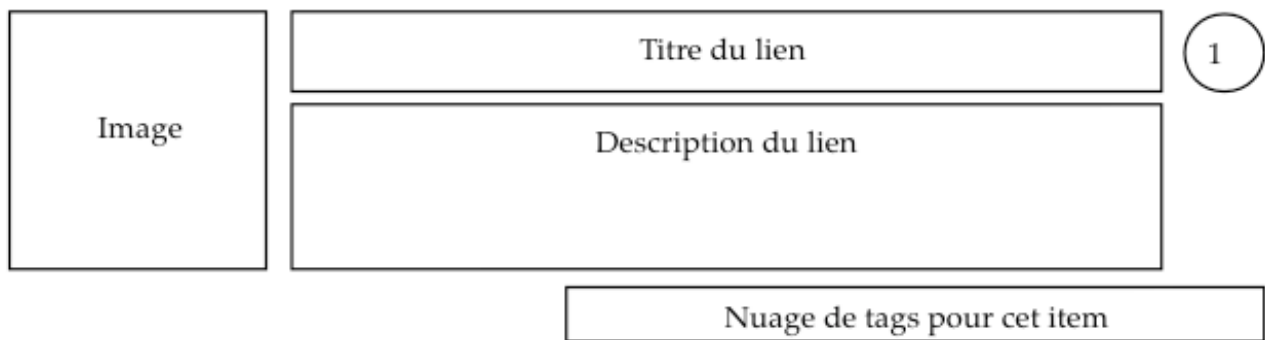 Image
Titre du lien
1
Description du lien
Nuage de tags pour cet item